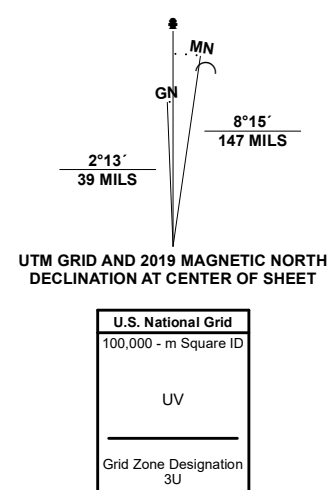 MN
GN
8°15´
147 MILS
2°13´
39 MILS
UTM GRID AND 2019 MAGNETIC NORTH
DECLINATION AT CENTER OF SHEET
U.S. National Grid
100,000 - m Square ID
UV
Grid Zone Designation
3U